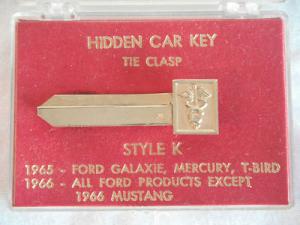 HIDDEN CAR KEY
TIE CLASP
STYLE K
1965 - FORD GALAXIE, MERCURY, T-BIRD
1966 - ALL FORD PRODUCTS EXCEPT
1966 MUSTANG